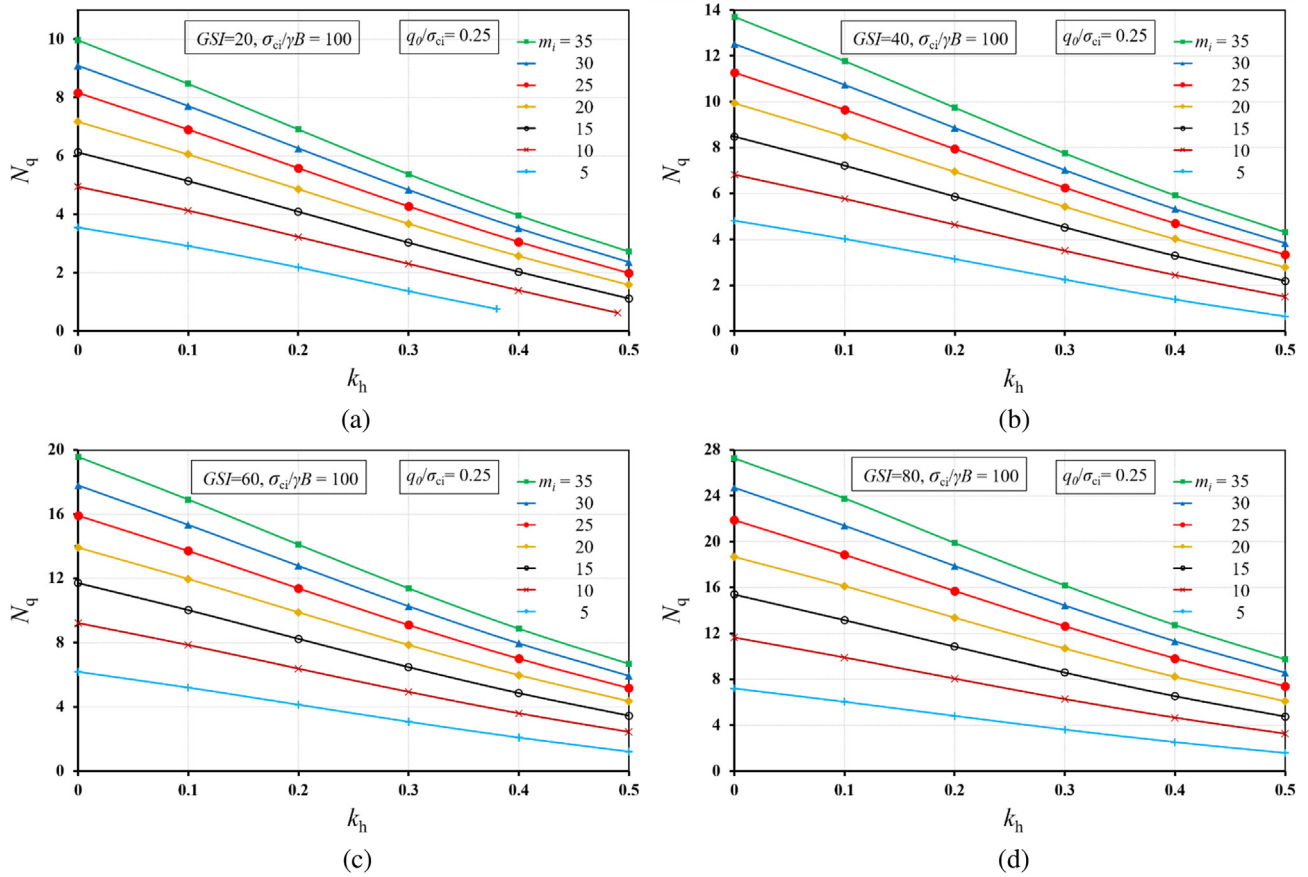 GSI=20, σci/γB = 100
q0/σci= 0.25
mi = 35
30
25
20
15
10
5
10
8
6
4
2
0
Nq
0 0.1 0.2 0.3 0.4 0.5
kh
(a)
GSI=40, σci/γB = 100
q0/σci= 0.25
mi = 35
30
25
20
15
10
5
14
12
10
8
6
4
2
0
Nq
0 0.1 0.2 0.3 0.4 0.5
kh
(b)
GSI=60, σci/γB = 100
q0/σci= 0.25
mi = 35
30
25
20
15
10
5
20
16
12
8
4
0
Nq
0 0.1 0.2 0.3 0.4 0.5
kh
(c)
GSI=80, σci/γB = 100
q0/σci= 0.25
mi = 35
30
25
20
15
10
5
28
24
20
16
12
8
4
0
Nq
0 0.1 0.2 0.3 0.4 0.5
kh
(d)